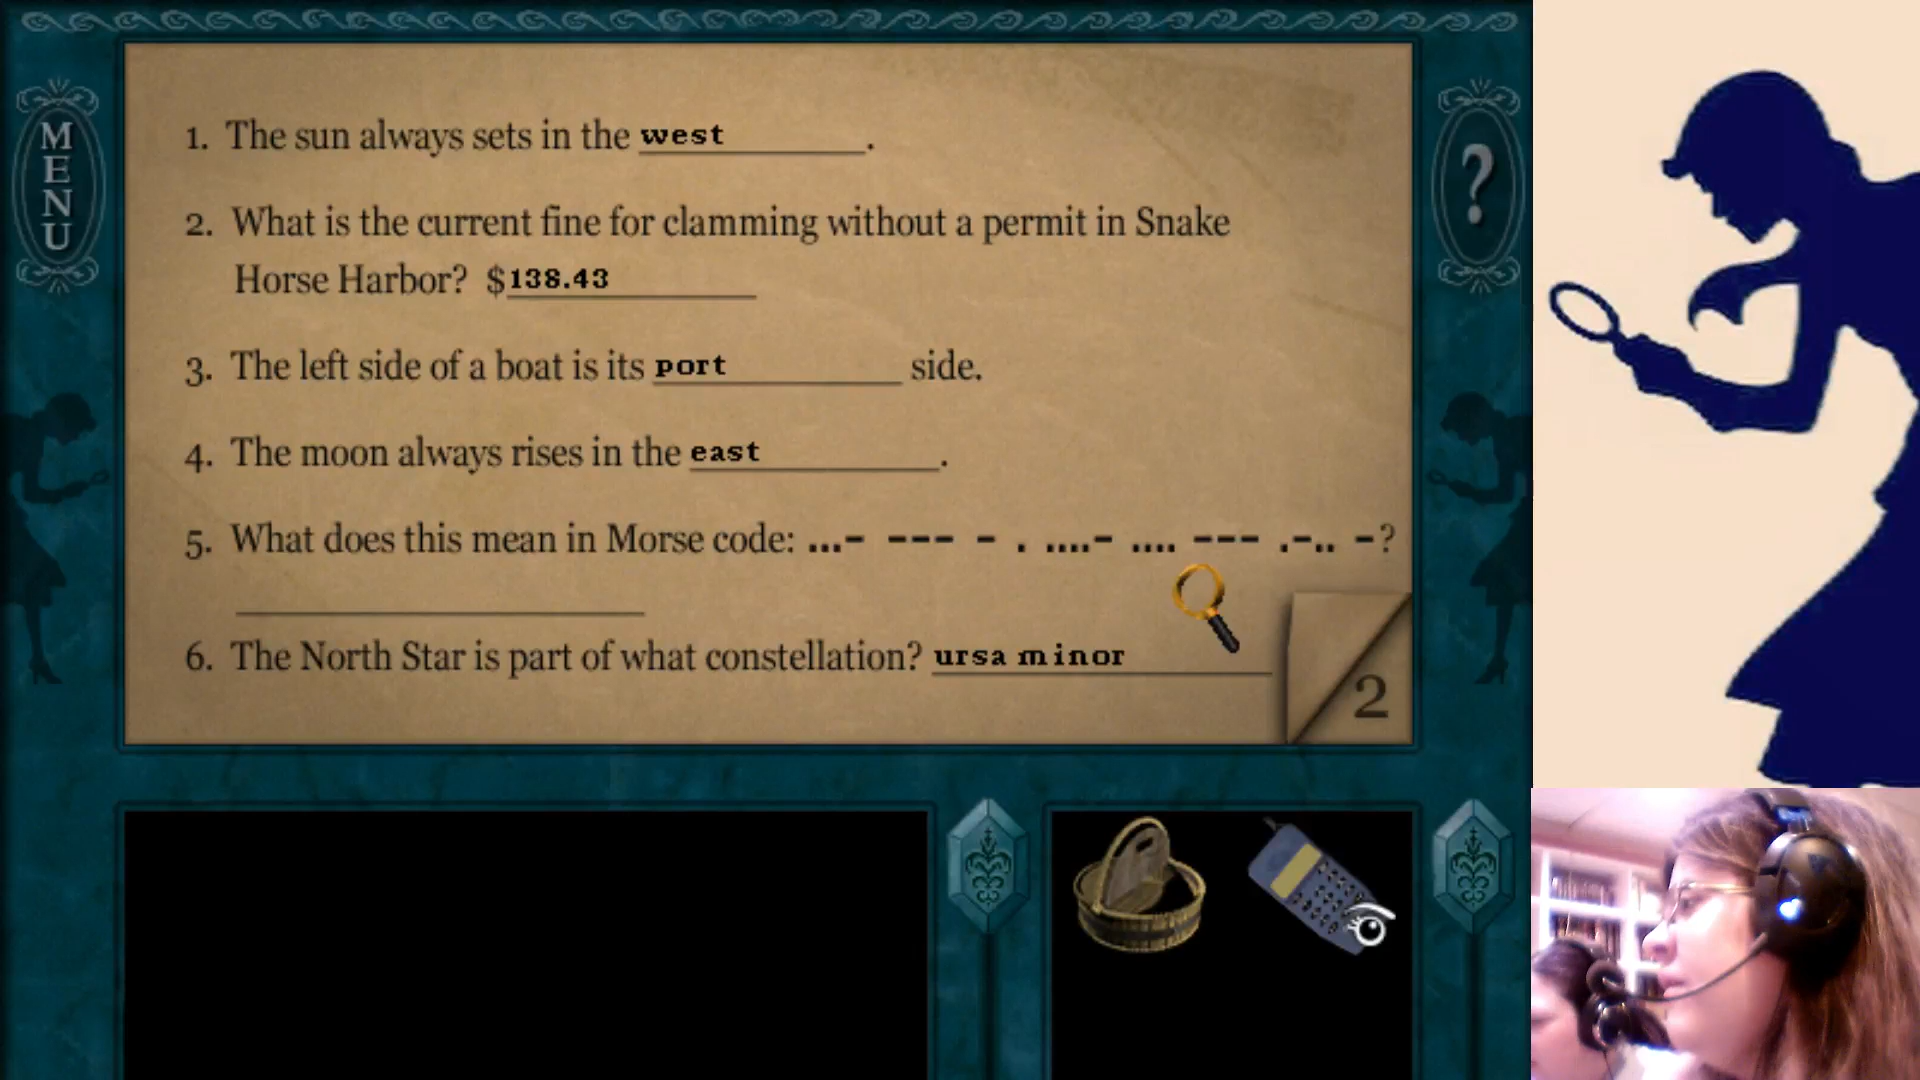 MENU
?
1. The sun always sets in the west.
2. What is the current fine for clamming without a permit in Snake
Horse Harbor? $138.43
3. The left side of a boat is its port side.
4. The moon always rises in the east.
5. What does this mean in Morse code: ...- --- - . ....- .... --- .-.. -?
6. The North Star is part of what constellation? ursa minor
2